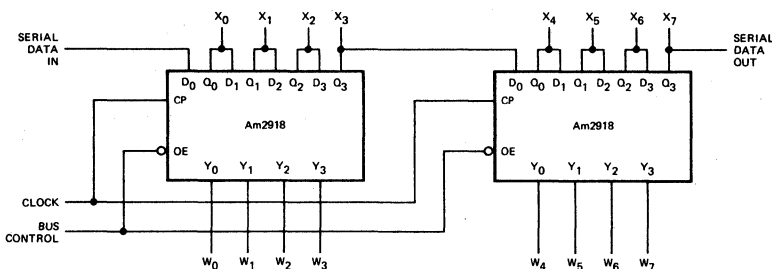 X0 X1 X2 X3 X4 X5 X6 X7
SERIAL DATA IN
SERIAL DATA OUT
D0 Q0 D1 Q1 D2 Q2 D3 Q3
D0 Q0 D1 Q1 D2 Q2 D3 Q3
CP
CP
Am2918
Am2918
OE
OE
Y0 Y1 Y2 Y3
Y0 Y1 Y2 Y3
CLOCK
BUS CONTROL
W0 W1 W2 W3 W4 W5 W6 W7